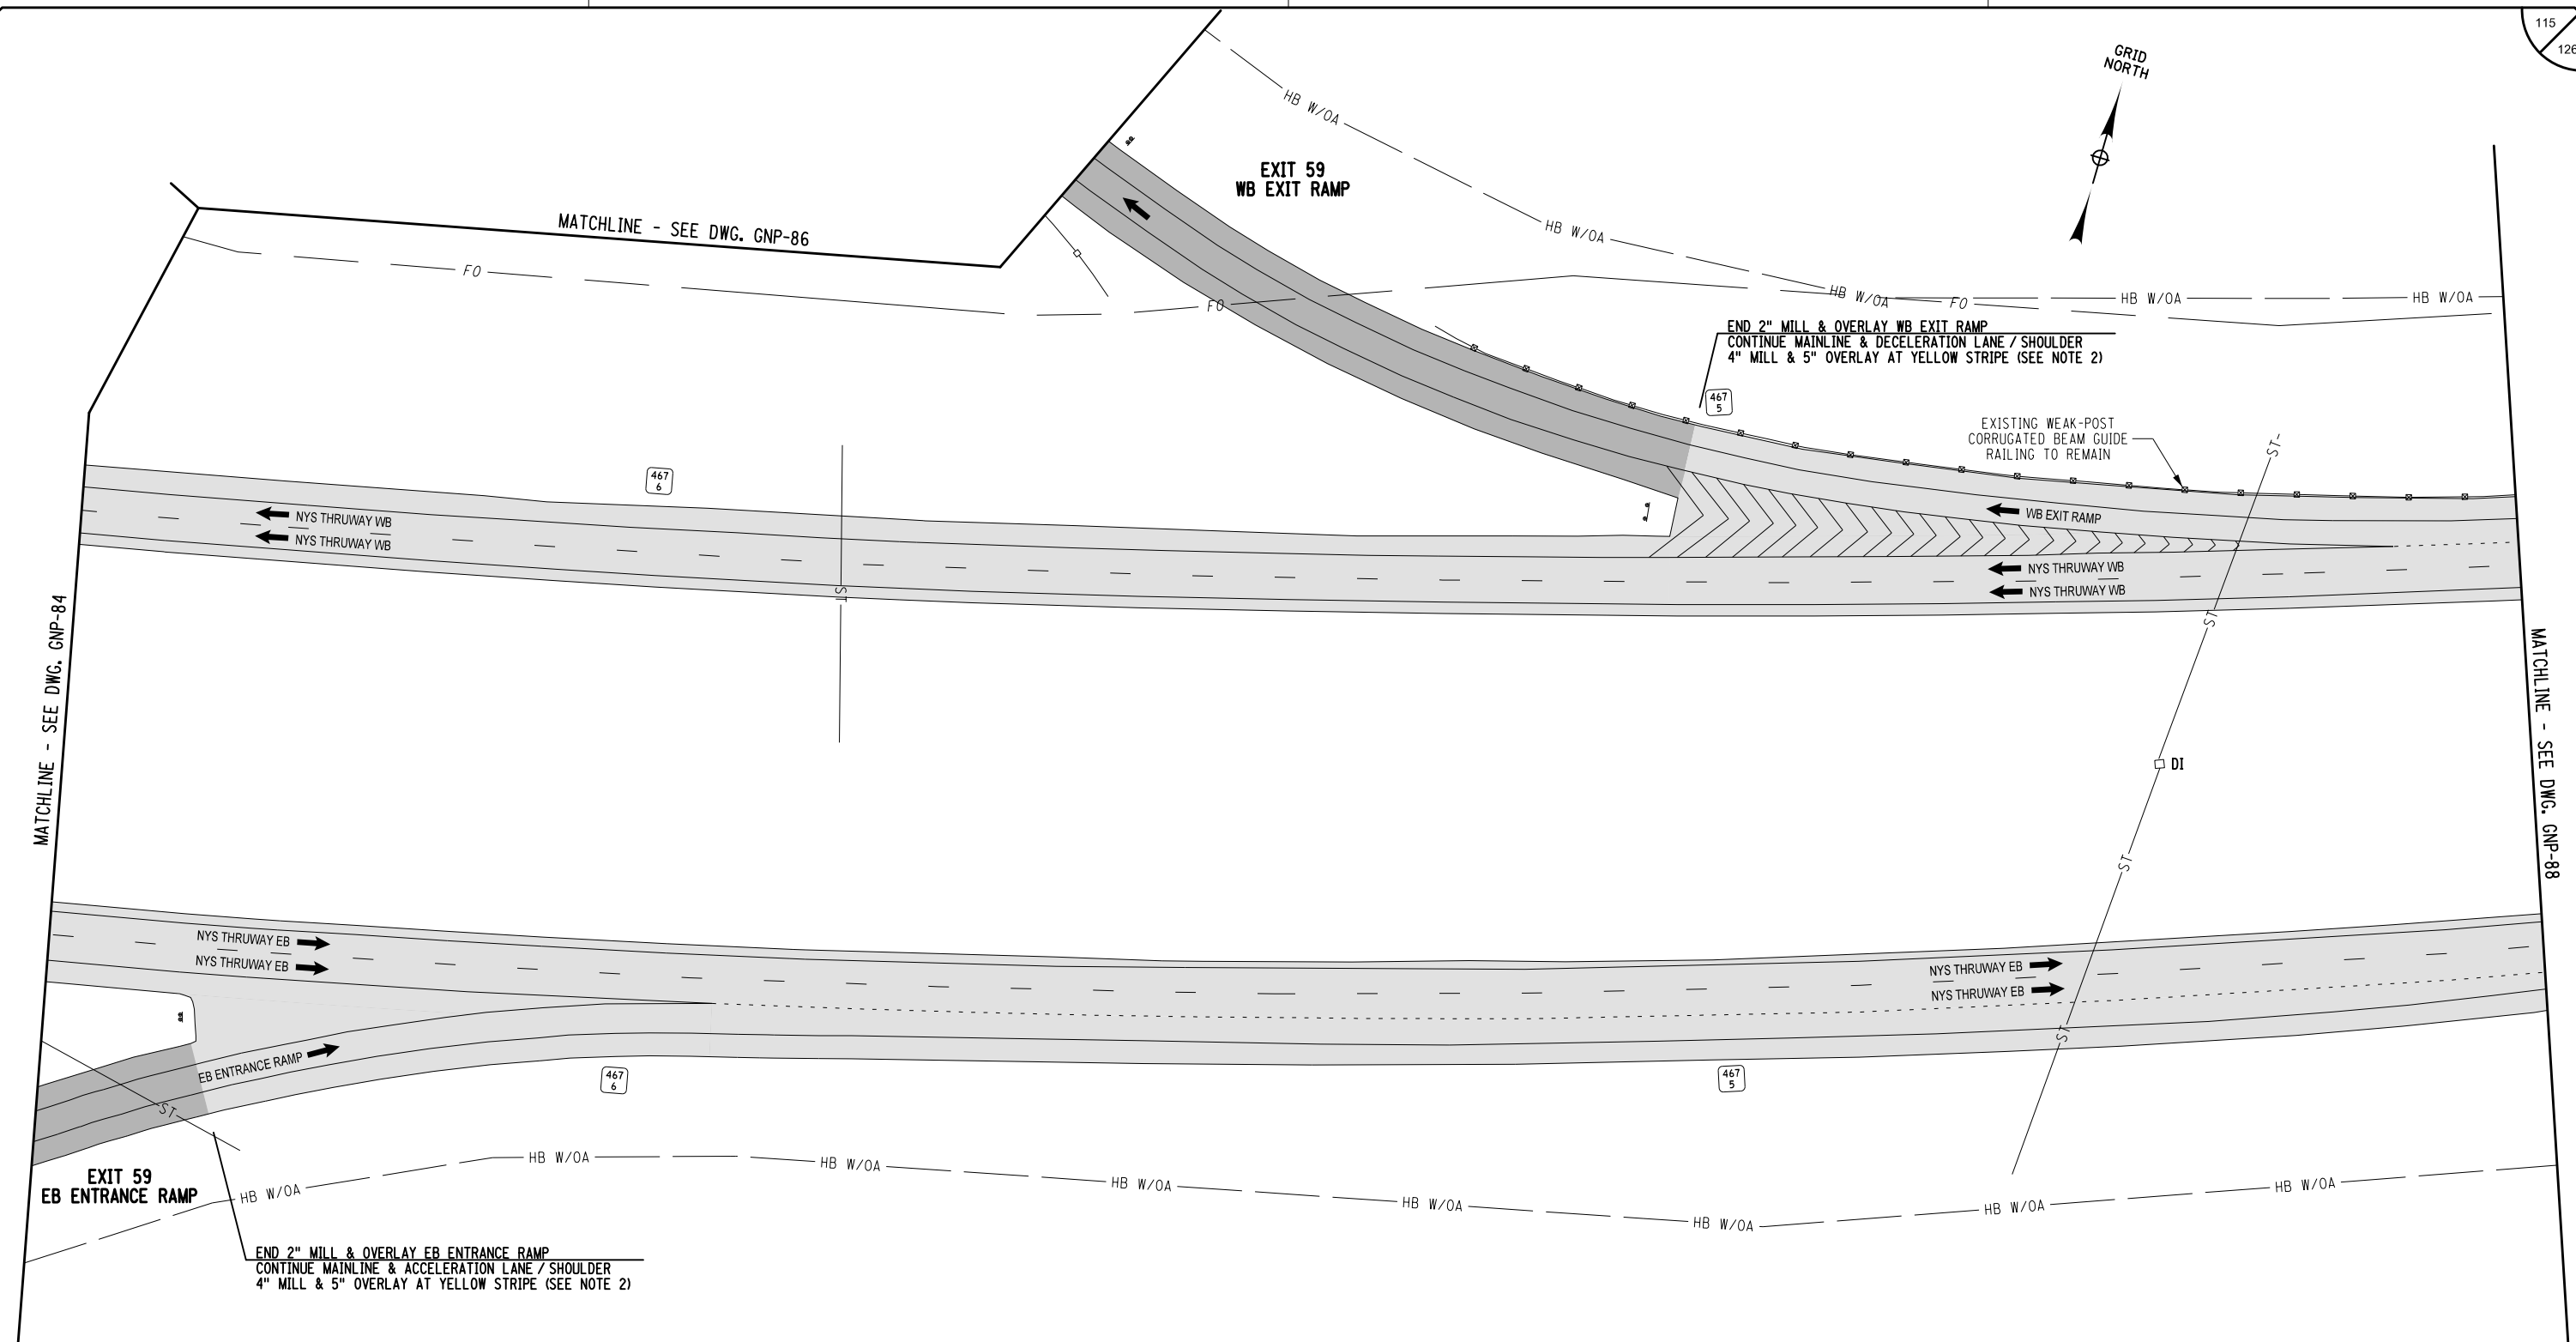 115
126
GRID
NORTH
HB W/OA
EXIT 59
WB EXIT RAMP
MATCHLINE - SEE DWG. GNP-86
HB W/OA
FO
FO
HB W/OA
FO
HB W/OA
HB W/OA
END 2" MILL & OVERLAY WB EXIT RAMP
CONTINUE MAINLINE & DECELERATION LANE / SHOULDER
4" MILL & 5" OVERLAY AT YELLOW STRIPE (SEE NOTE 2)
467
5
EXISTING WEAK-POST
CORRUGATED BEAM GUIDE
RAILING TO REMAIN
ST
467
6
NYS THRUWAY WB
NYS THRUWAY WB
WB EXIT RAMP
NYS THRUWAY WB
NYS THRUWAY WB
ST
ST
MATCHLINE - SEE DWG. GNP-84
MATCHLINE - SEE DWG. GNP-88
DI
ST
NYS THRUWAY EB
NYS THRUWAY EB
NYS THRUWAY EB
NYS THRUWAY EB
ST
EB ENTRANCE RAMP
467
6
467
5
ST
EXIT 59
EB ENTRANCE RAMP
HB W/OA
HB W/OA
HB W/OA
HB W/OA
HB W/OA
HB W/OA
HB W/OA
HB W/OA
END 2" MILL & OVERLAY EB ENTRANCE RAMP
CONTINUE MAINLINE & ACCELERATION LANE / SHOULDER
4" MILL & 5" OVERLAY AT YELLOW STRIPE (SEE NOTE 2)